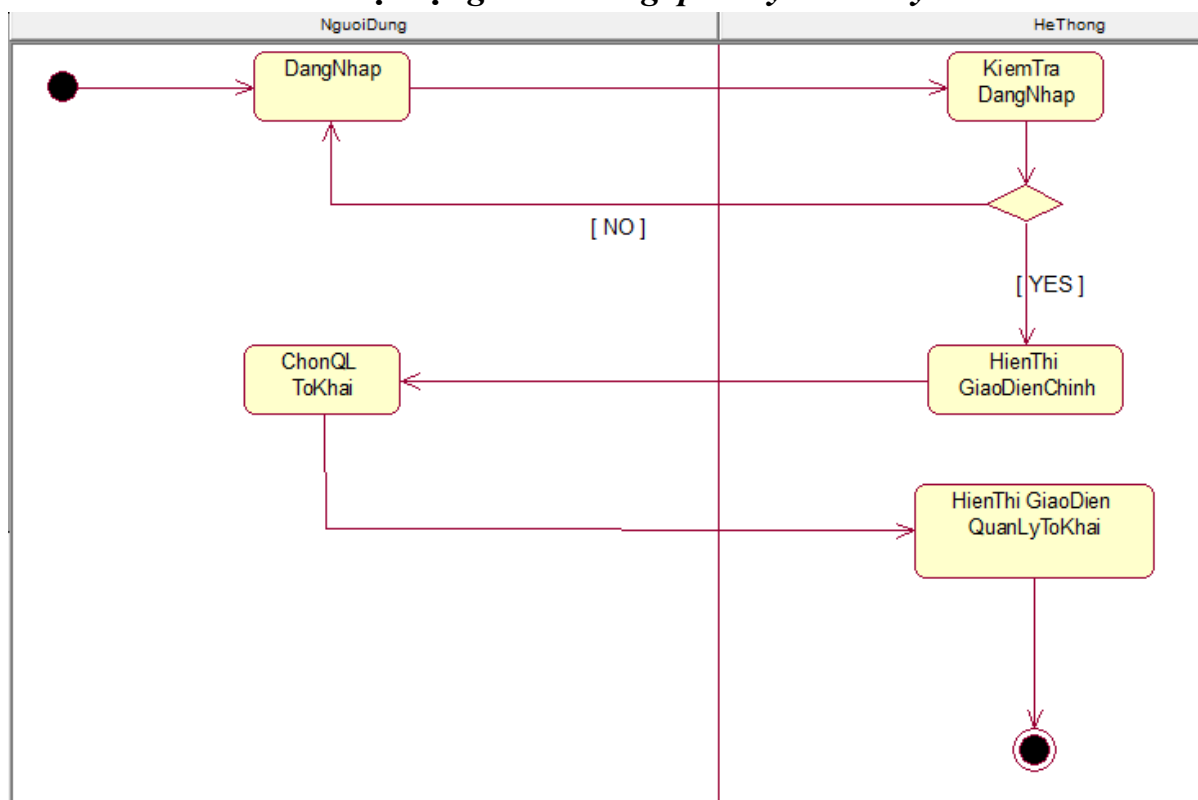 NguoiDung
HeThong
DangNhap
KiemTra
DangNhap
[ NO ]
[ YES ]
ChonQL
ToKhai
HienThi
GiaoDienChinh
HienThi GiaoDien
QuanLyToKhai